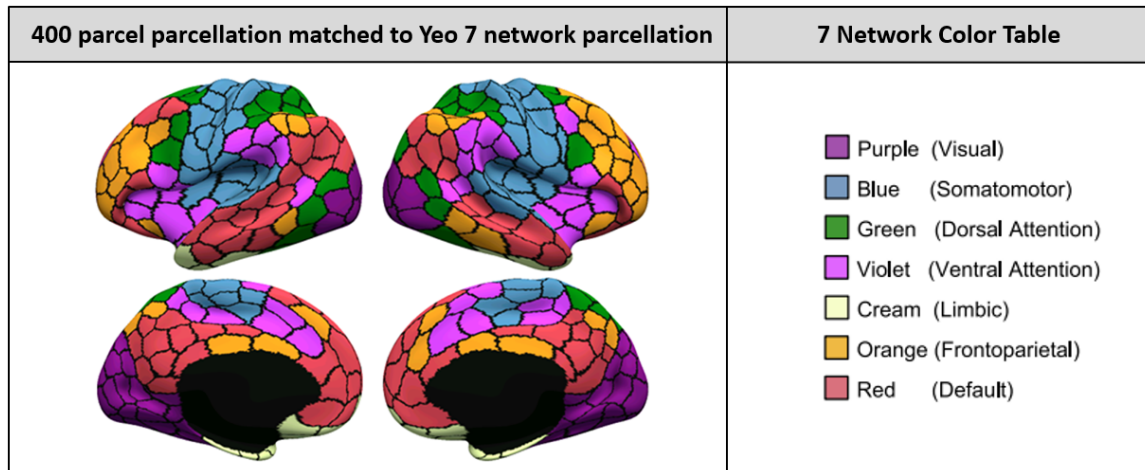 400 parcel parcellation matched to Yeo 7 network parcellation
7 Network Color Table
Purple (Visual)
Blue (Somatomotor)
Green (Dorsal Attention)
Violet (Ventral Attention)
Cream (Limbic)
Orange (Frontoparietal)
Red (Default)